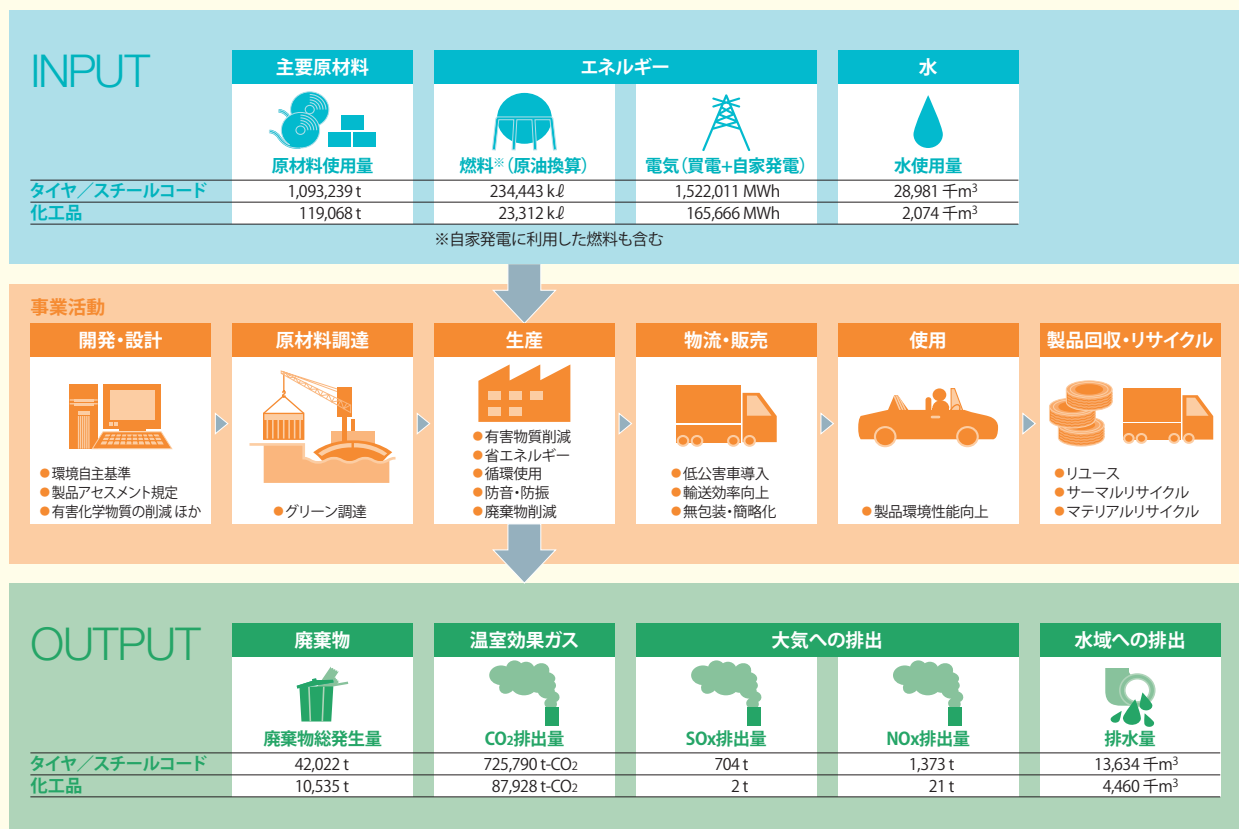 INPUT
主要原材料
エネルギー
水
原材料使用量
燃料※(原油換算)
電気(買電+自家発電)
水使用量
タイヤ／スチールコード 1,093,239 t 234,443 kℓ 1,522,011 MWh 28,981 千m³
化工品 119,068 t 23,312 kℓ 165,666 MWh 2,074 千m³
※自家発電に利用した燃料も含む
事業活動
開発・設計
●環境自主基準
●製品アセスメント規定
●有害化学物質の削減 ほか
原材料調達
●グリーン調達
生産
●有害物質削減
●省エネルギー
●循環使用
●防音・防振
●廃棄物削減
物流・販売
●低公害車導入
●輸送効率向上
●無包装・簡略化
使用
●製品環境性能向上
製品回収・リサイクル
●リユース
●サーマルリサイクル
●マテリアルリサイクル
OUTPUT
廃棄物
温室効果ガス
大気への排出
水域への排出
廃棄物総発生量
CO₂排出量
SOx排出量
NOx排出量
排水量
タイヤ／スチールコード 42,022 t 725,790 t-CO₂ 704 t 1,373 t 13,634 千m³
化工品 10,535 t 87,928 t-CO₂ 2 t 21 t 4,460 千m³